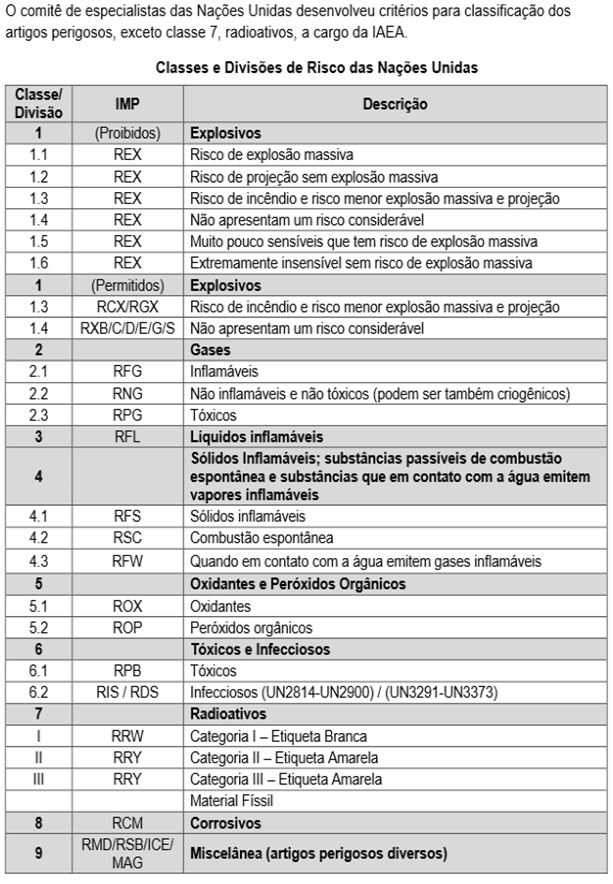 O comitê de especialistas das Nações Unidas desenvolveu critérios para classificação dos
artigos perigosos, exceto classe 7, radioativos, a cargo da IAEA.
Classes e Divisões de Risco das Nações Unidas
Classe/ Divisão IMP Descrição
1 (Proibidos) Explosivos
1.1 REX Risco de explosão massiva
1.2 REX Risco de projeção sem explosão massiva
1.3 REX Risco de incêndio e risco menor explosão massiva e projeção
1.4 REX Não apresentam um risco considerável
1.5 REX Muito pouco sensíveis que tem risco de explosão massiva
1.6 REX Extremamente insensível sem risco de explosão massiva
1 (Permitidos) Explosivos
1.3 RCX/RGX Risco de incêndio e risco menor explosão massiva e projeção
1.4 RXB/C/D/E/G/S Não apresentam um risco considerável
2 Gases
2.1 RFG Inflamáveis
2.2 RNG Não inflamáveis e não tóxicos (podem ser também criogênicos)
2.3 RPG Tóxicos
3 RFL Líquidos inflamáveis
4 Sólidos Inflamáveis; substâncias passíveis de combustão
espontânea e substâncias que em contato com a água emitem
vapores inflamáveis
4.1 RFS Sólidos inflamáveis
4.2 RSC Combustão espontânea
4.3 RFW Quando em contato com a água emitem gases inflamáveis
5 Oxidantes e Peróxidos Orgânicos
5.1 ROX Oxidantes
5.2 ROP Peróxidos orgânicos
6 Tóxicos e Infecciosos
6.1 RPB Tóxicos
6.2 RIS / RDS Infecciosos (UN2814-UN2900) / (UN3291-UN3373)
7 Radioativos
I RRW Categoria I – Etiqueta Branca
II RRY Categoria II – Etiqueta Amarela
III RRY Categoria III – Etiqueta Amarela
Material Físsil
8 RCM Corrosivos
9 RMD/RSB/ICE/ MAG Miscelânea (artigos perigosos diversos)